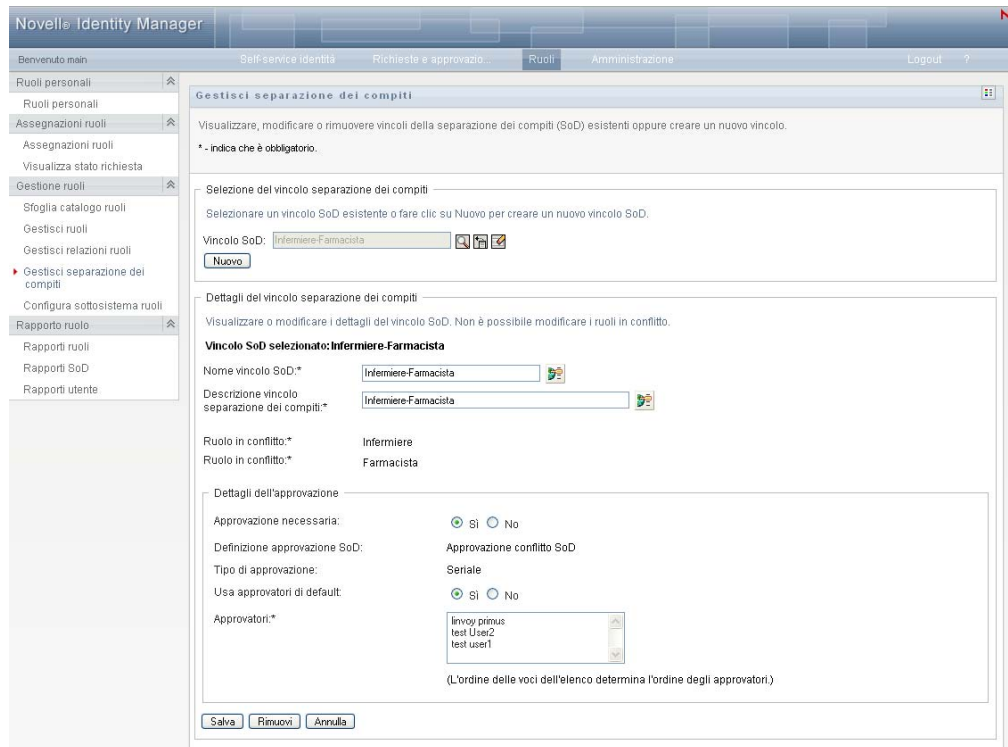 Novell® Identity Manager
N
Benvenuto main
Self-service identità
Richieste e approvazio...
Ruoli
Amministrazione
Logout
?
Ruoli personali
Ruoli personali
Assegnazioni ruoli
Assegnazioni ruoli
Visualizza stato richiesta
Gestione ruoli
Sfoglia catalogo ruoli
Gestisci ruoli
Gestisci relazioni ruoli
Gestisci separazione dei
compiti
Configura sottosistema ruoli
Rapporto ruolo
Rapporti ruoli
Rapporti SoD
Rapporti utente
Gestisci separazione dei compiti
Visualizzare, modificare o rimuovere vincoli della separazione dei compiti (SoD) esistenti oppure creare un nuovo vincolo.
* - indica che è obbligatorio.
Selezione del vincolo separazione dei compiti
Selezionare un vincolo SoD esistente o fare clic su Nuovo per creare un nuovo vincolo SoD.
Vincolo SoD: Infermiere-Farmacista
Nuovo
Dettagli del vincolo separazione dei compiti
Visualizzare o modificare i dettagli del vincolo SoD. Non è possibile modificare i ruoli in conflitto.
Vincolo SoD selezionato:Infermiere-Farmacista
Nome vincolo SoD:* Infermiere-Farmacista
Descrizione vincolo
separazione dei compiti:* Infermiere-Farmacista
Ruolo in conflitto:* Infermiere
Ruolo in conflitto:* Farmacista
Dettagli dell'approvazione
Approvazione necessaria: Sì No
Definizione approvazione SoD: Approvazione conflitto SoD
Tipo di approvazione: Seriale
Usa approvatori di default: Sì No
Approvatori:* linvoy primus
test User2
test user1
(L'ordine delle voci dell'elenco determina l'ordine degli approvatori.)
Salva Rimuovi Annulla